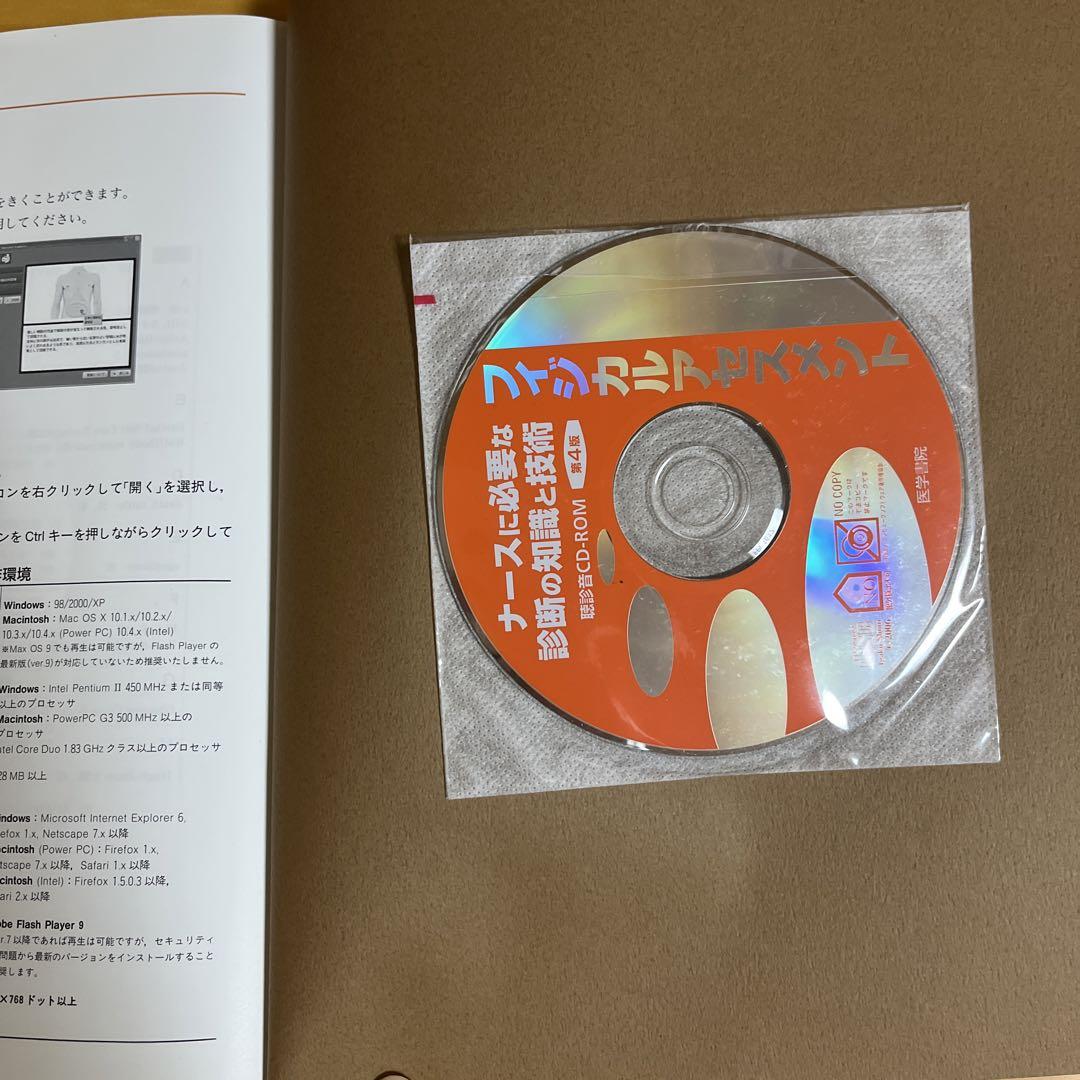 をきくことができます。
用してください。
コンを右クリックして「開く」を選択し，
ンを Ctrl キーを押しながらクリックして
環境
Windows：98/2000/XP
Macintosh：Mac OS X 10.1.x/10.2.x/
10.3.x/10.4.x (Power PC) 10.4.x (Intel)
※Max OS 9でも再生は可能ですが，Flash Playerの
最新版(ver.9)が対応していないため推奨いたしません。
Windows：Intel Pentium II 450 MHz または同等
以上のプロセッサ
Macintosh：PowerPC G3 500 MHz 以上の
プロセッサ
ntel Core Duo 1.83 GHz クラス以上のプロセッサ
28 MB 以上
indows：Microsoft Internet Explorer 6,
efox 1.x, Netscape 7.x 以降
cintosh (Power PC)：Firefox 1.x,
tscape 7.x 以降，Safari 1.x 以降
cintosh (Intel)：Firefox 1.5.0.3 以降，
ari 2.x 以降
obe Flash Player 9
r.7以降であれば再生は可能ですが，セキュリティ
問題から最新のバージョンをインストールすること
奨します。
×768 ドット以上
フィジカルアセスメント
ナースに必要な
診断の知識と技術
第4版
聴診音CD-ROM
医学書院
NO COPY